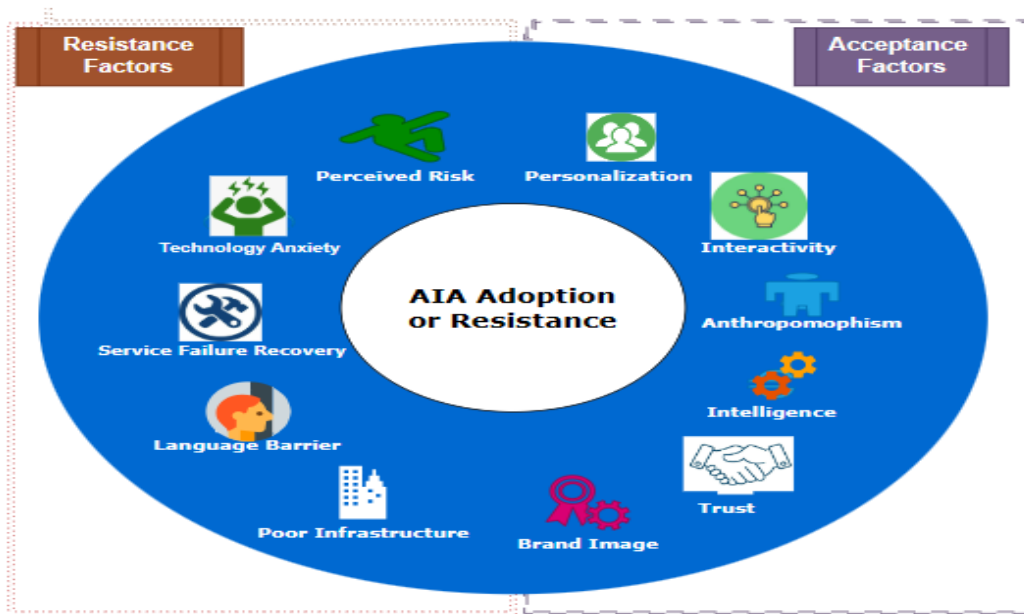 Resistance
Factors
Acceptance
Factors
Perceived Risk
Personalization
Technology Anxiety
Interactivity
AIA Adoption
or Resistance
Anthropomophism
Service Failure Recovery
Intelligence
Language Barrier
Trust
Poor Infrastructure
Brand Image